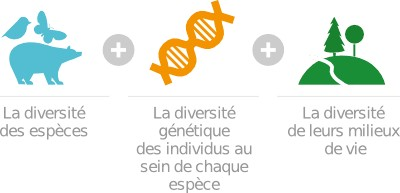 La diversité
des espèces
La diversité
génétique
des individus au
sein de chaque
espèce
La diversité
de leurs milieux
de vie